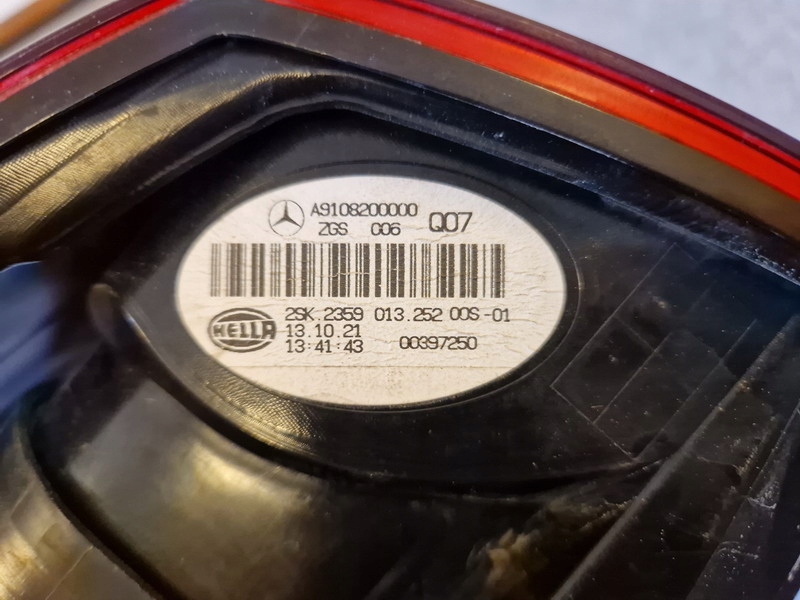 A9108200000
ZGS 006 Q07
2SK.2359 013.252 00S-01
HELLA
13.10.21
13:41:43 00397250